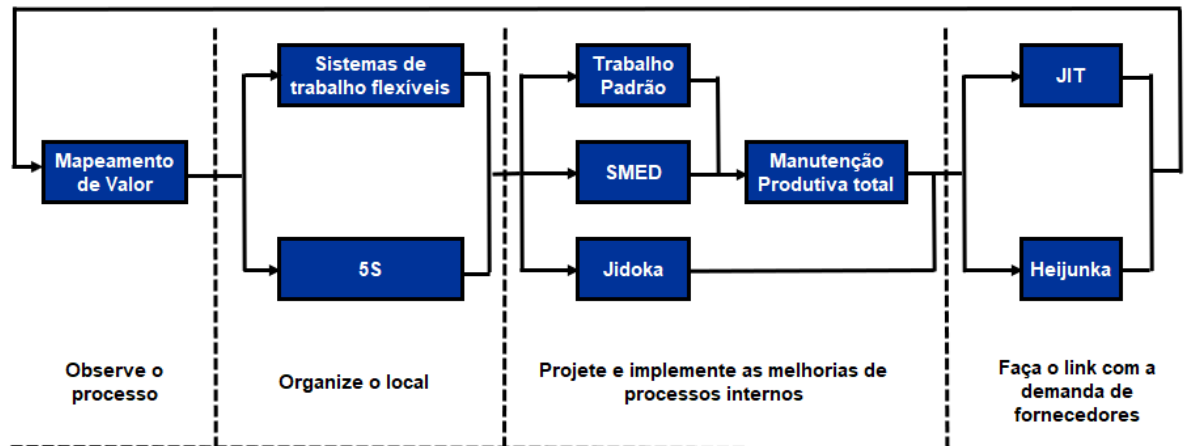 Mapeamento
de Valor
Sistemas de
trabalho flexíveis
5S
Trabalho
Padrão
SMED
Jidoka
Manutenção
Produtiva total
JIT
Heijunka
Observe o
processo
Organize o local
Projete e implemente as melhorias de
processos internos
Faça o link com a
demanda de
fornecedores